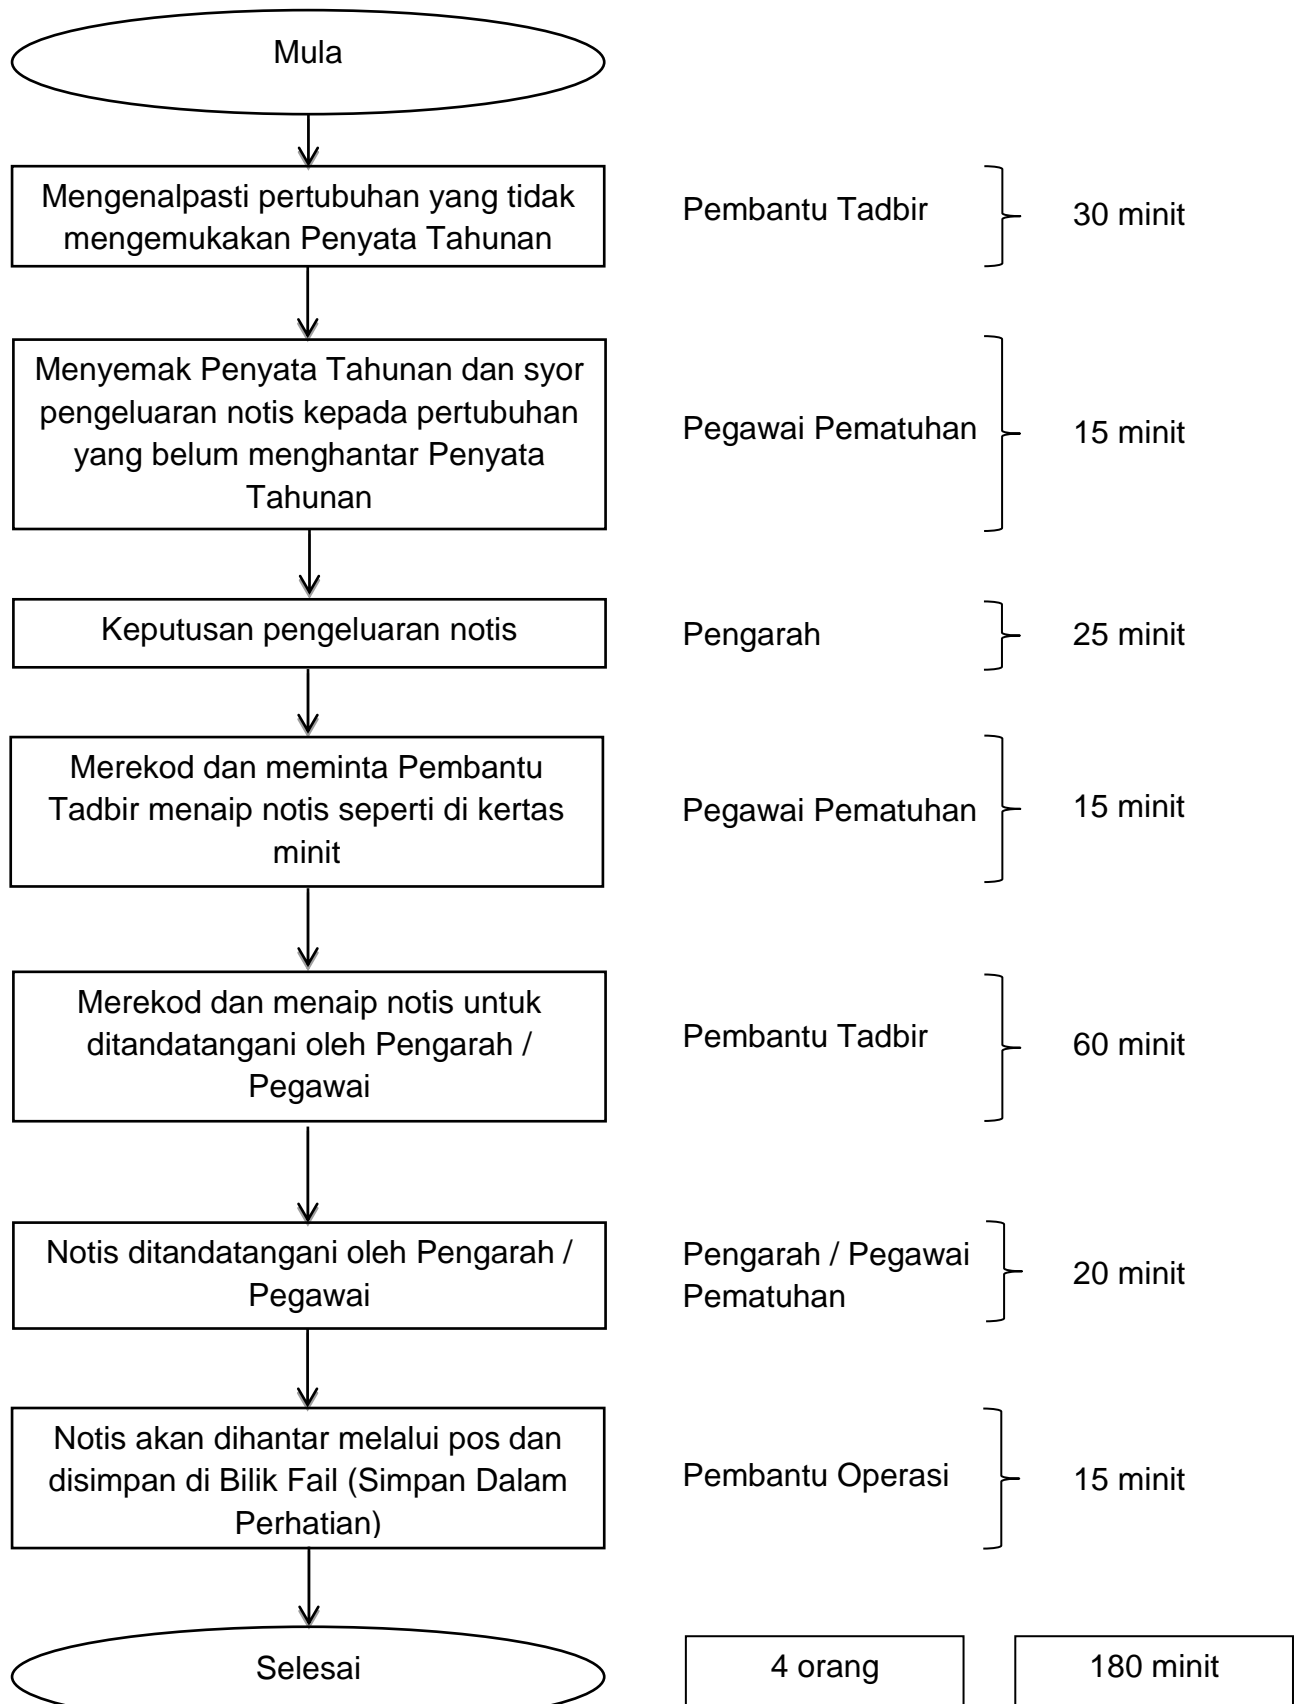 Mula
Mengenalpasti pertubuhan yang tidak
mengemukakan Penyata Tahunan
Pembantu Tadbir
30 minit
Menyemak Penyata Tahunan dan syor
pengeluaran notis kepada pertubuhan
yang belum menghantar Penyata
Tahunan
Pegawai Pematuhan
15 minit
Keputusan pengeluaran notis
Pengarah
25 minit
Merekod dan meminta Pembantu
Tadbir menaip notis seperti di kertas
minit
Pegawai Pematuhan
15 minit
Merekod dan menaip notis untuk
ditandatangani oleh Pengarah /
Pegawai
Pembantu Tadbir
60 minit
Notis ditandatangani oleh Pengarah /
Pegawai
Pengarah / Pegawai
Pematuhan
20 minit
Notis akan dihantar melalui pos dan
disimpan di Bilik Fail (Simpan Dalam
Perhatian)
Pembantu Operasi
15 minit
Selesai
4 orang
180 minit